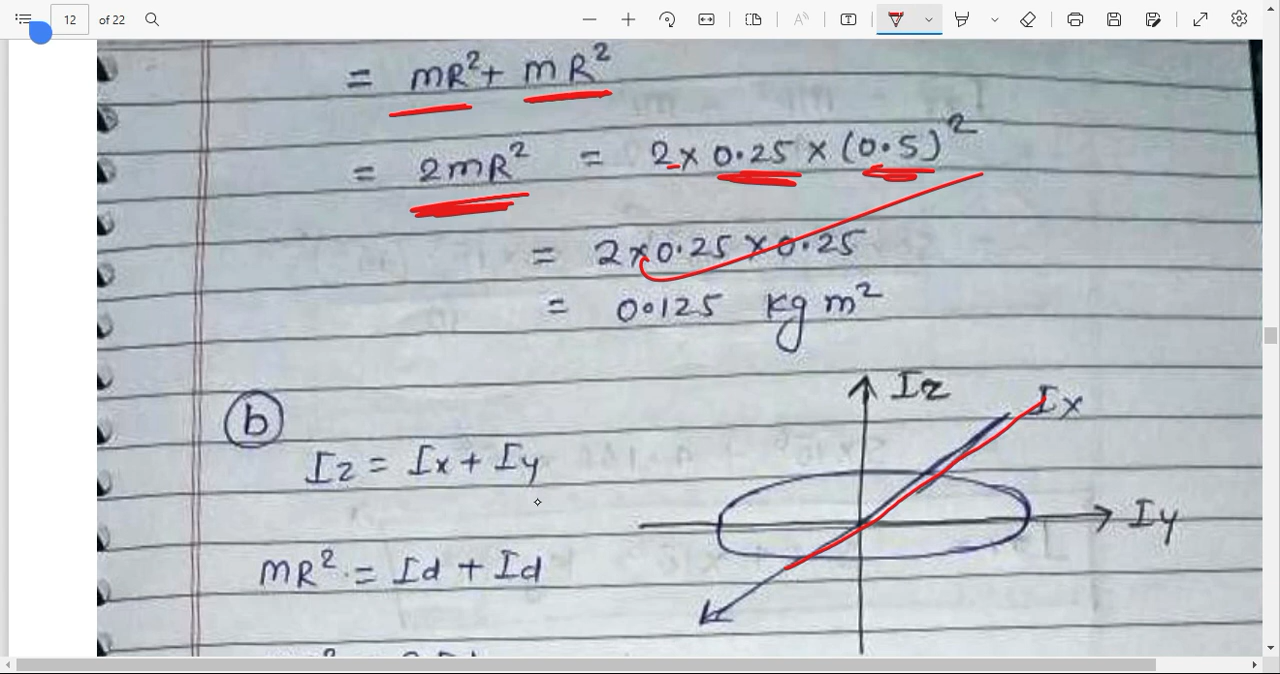 12 of 22
= mR² + mR²
= 2mR² = 2 × 0.25 × (0.5)²
= 2 × 0.25 × 0.25
= 0.125 kg m²
Iz
Ix
(b)
Iz = Ix + Iy
Iy
MR² = Id + Id